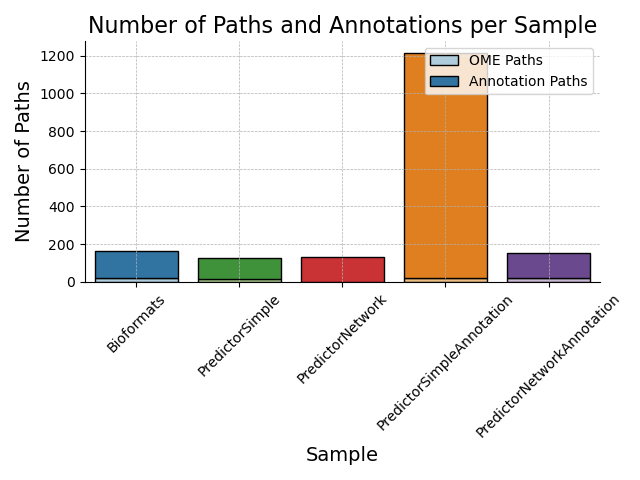 Number of Paths and Annotations per Sample
OME Paths
Annotation Paths
Number of Paths
1200
1000
800
600
400
200
0
Bioformats
PredictorSimple
PredictorNetwork
PredictorSimpleAnnotation
PredictorNetworkAnnotation
Sample